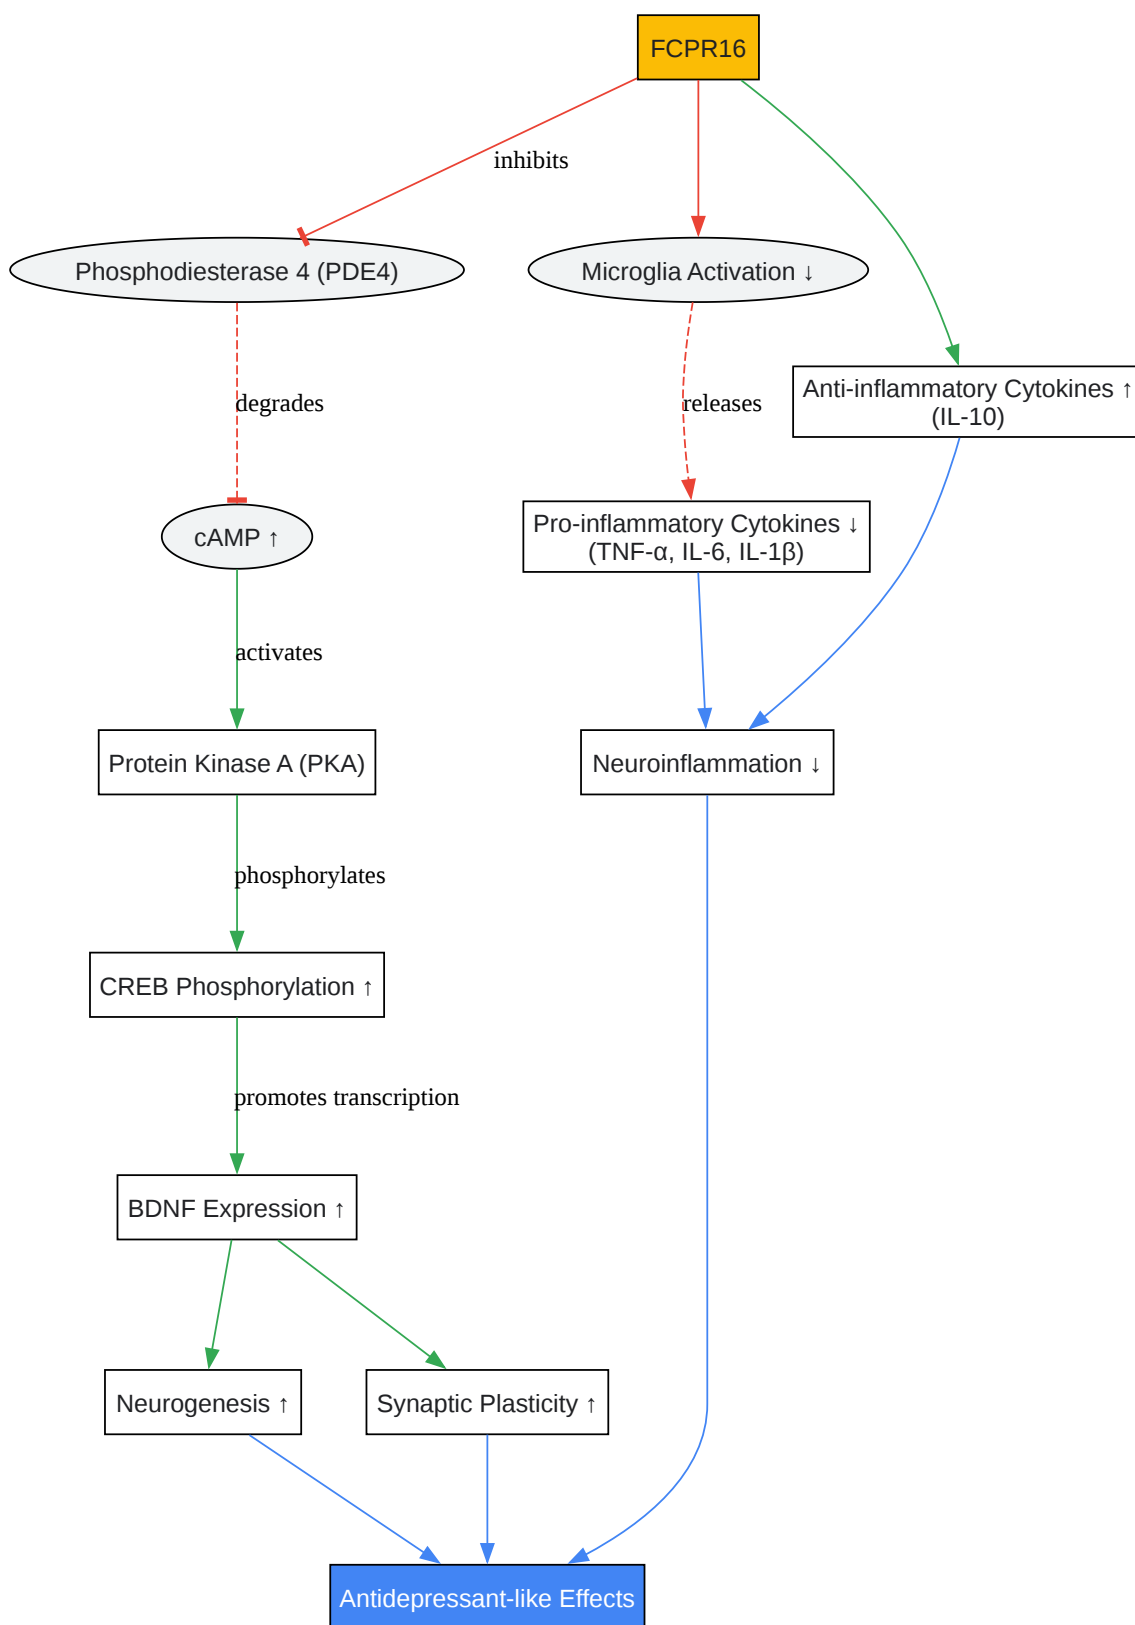 FCPR16
inhibits
Phosphodiesterase 4 (PDE4)
Microglia Activation ↓
degrades
releases
Anti-inflammatory Cytokines ↑
(IL-10)
cAMP ↑
Pro-inflammatory Cytokines ↓
(TNF-α, IL-6, IL-1β)
activates
Protein Kinase A (PKA)
Neuroinflammation ↓
phosphorylates
CREB Phosphorylation ↑
promotes transcription
BDNF Expression ↑
Neurogenesis ↑
Synaptic Plasticity ↑
Antidepressant-like Effects